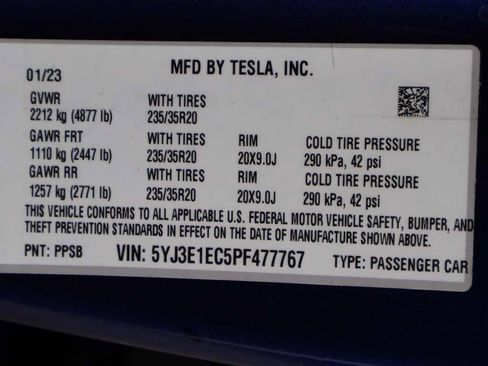 MFD BY TESLA, INC.
01/23
GVWR WITH TIRES
2212 kg (4877 lb) 235/35R20
GAWR FRT WITH TIRES RIM COLD TIRE PRESSURE
1110 kg (2447 lb) 235/35R20 20X9.0J 290 kPa, 42 psi
GAWR RR WITH TIRES RIM COLD TIRE PRESSURE
1257 kg (2771 lb) 235/35R20 20X9.0J 290 kPa, 42 psi
THIS VEHICLE CONFORMS TO ALL APPLICABLE U.S. FEDERAL MOTOR VEHICLE SAFETY, BUMPER, AND
THEFT PREVENTION STANDARDS IN EFFECT ON THE DATE OF MANUFACTURE SHOWN ABOVE.
PNT: PPSB VIN: 5YJ3E1EC5PF477767 TYPE: PASSENGER CAR